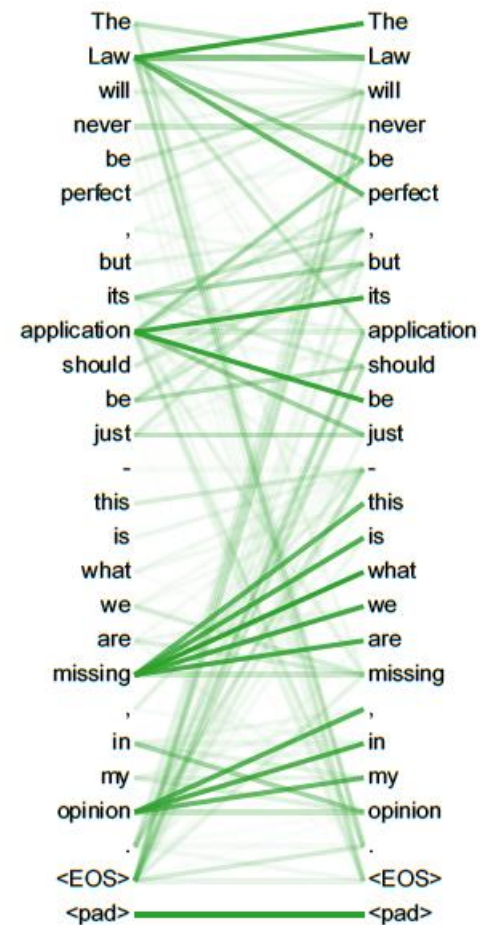 The The
Law Law
will will
never never
be be
perfect perfect
, ,
but but
its its
application application
should should
be be
just just
- -
this this
is is
what what
we we
are are
missing missing
, ,
in in
my my
opinion opinion
. .
<EOS> <EOS>
<pad> <pad>